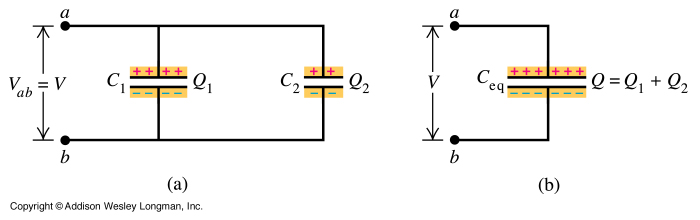 a
V_ab = V
C_1
+ + + +
− − − −
Q_1
C_2
+ +
− −
Q_2
b
(a)
a
V
C_eq
+ + + + + +
− − − − − −
Q = Q_1 + Q_2
b
(b)
Copyright © Addison Wesley Longman, Inc.